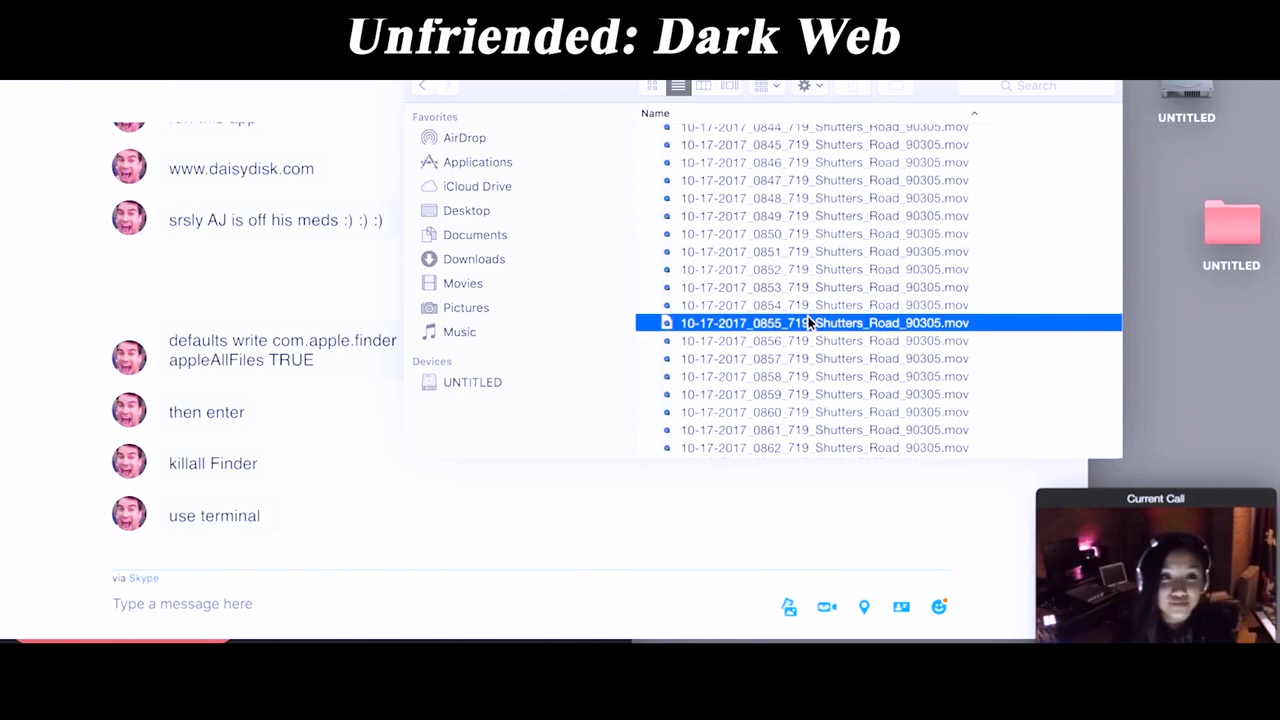 Unfriended: Dark Web
www.daisydisk.com
srsly AJ is off his meds :) :) :)
defaults write com.apple.finder
appleAllFiles TRUE
then enter
killall Finder
use terminal
via Skype
Type a message here
Search
Favorites
AirDrop
Applications
iCloud Drive
Desktop
Documents
Downloads
Movies
Pictures
Music
Devices
UNTITLED
Name
10-17-2017_0844_719_Shutters_Road_90305.mov
10-17-2017_0845_719_Shutters_Road_90305.mov
10-17-2017_0846_719_Shutters_Road_90305.mov
10-17-2017_0847_719_Shutters_Road_90305.mov
10-17-2017_0848_719_Shutters_Road_90305.mov
10-17-2017_0849_719_Shutters_Road_90305.mov
10-17-2017_0850_719_Shutters_Road_90305.mov
10-17-2017_0851_719_Shutters_Road_90305.mov
10-17-2017_0852_719_Shutters_Road_90305.mov
10-17-2017_0853_719_Shutters_Road_90305.mov
10-17-2017_0854_719_Shutters_Road_90305.mov
10-17-2017_0855_719_Shutters_Road_90305.mov
10-17-2017_0856_719_Shutters_Road_90305.mov
10-17-2017_0857_719_Shutters_Road_90305.mov
10-17-2017_0858_719_Shutters_Road_90305.mov
10-17-2017_0859_719_Shutters_Road_90305.mov
10-17-2017_0860_719_Shutters_Road_90305.mov
10-17-2017_0861_719_Shutters_Road_90305.mov
10-17-2017_0862_719_Shutters_Road_90305.mov
UNTITLED
UNTITLED
Current Call